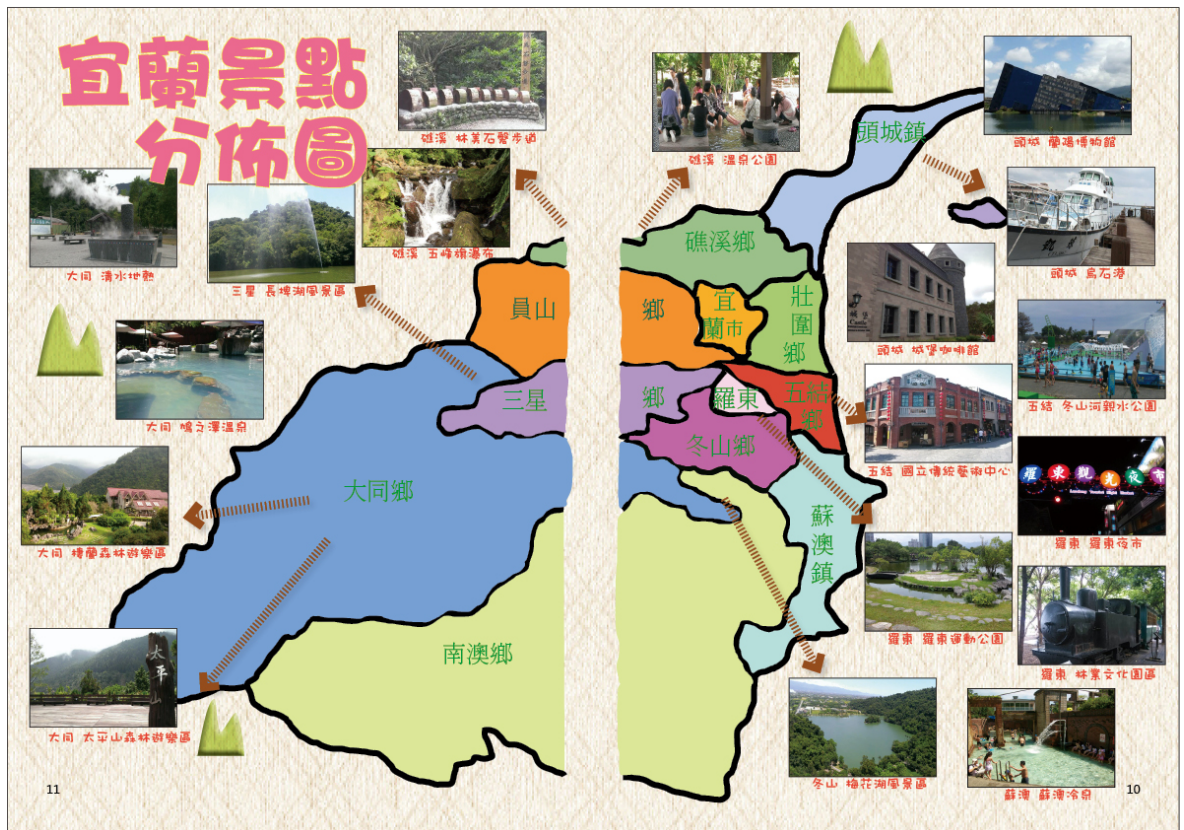 宜蘭景點
分佈圖
礁溪 林美石磐步道
礁溪 溫泉公園
頭城 蘭陽博物館
大同 清水地熱
三星 長埤湖風景區
礁溪 五峰旗瀑布
頭城 烏石港
頭城 城堡咖啡館
五結 冬山河親水公園
大同 鳩之澤溫泉
五結 國立傳統藝術中心
大同 棲蘭森林遊樂區
羅東 羅東夜市
羅東觀光夜市
羅東 羅東運動公園
羅東 林業文化園區
太平山
大同 太平山森林遊樂區
冬山 梅花湖風景區
蘇澳 蘇澳冷泉
頭城鎮
礁溪鄉
員山
鄉
宜
蘭市
壯
圍
鄉
三星
鄉
羅東
五結
鄉
冬山鄉
大同鄉
蘇
澳
鎮
南澳鄉
11
10